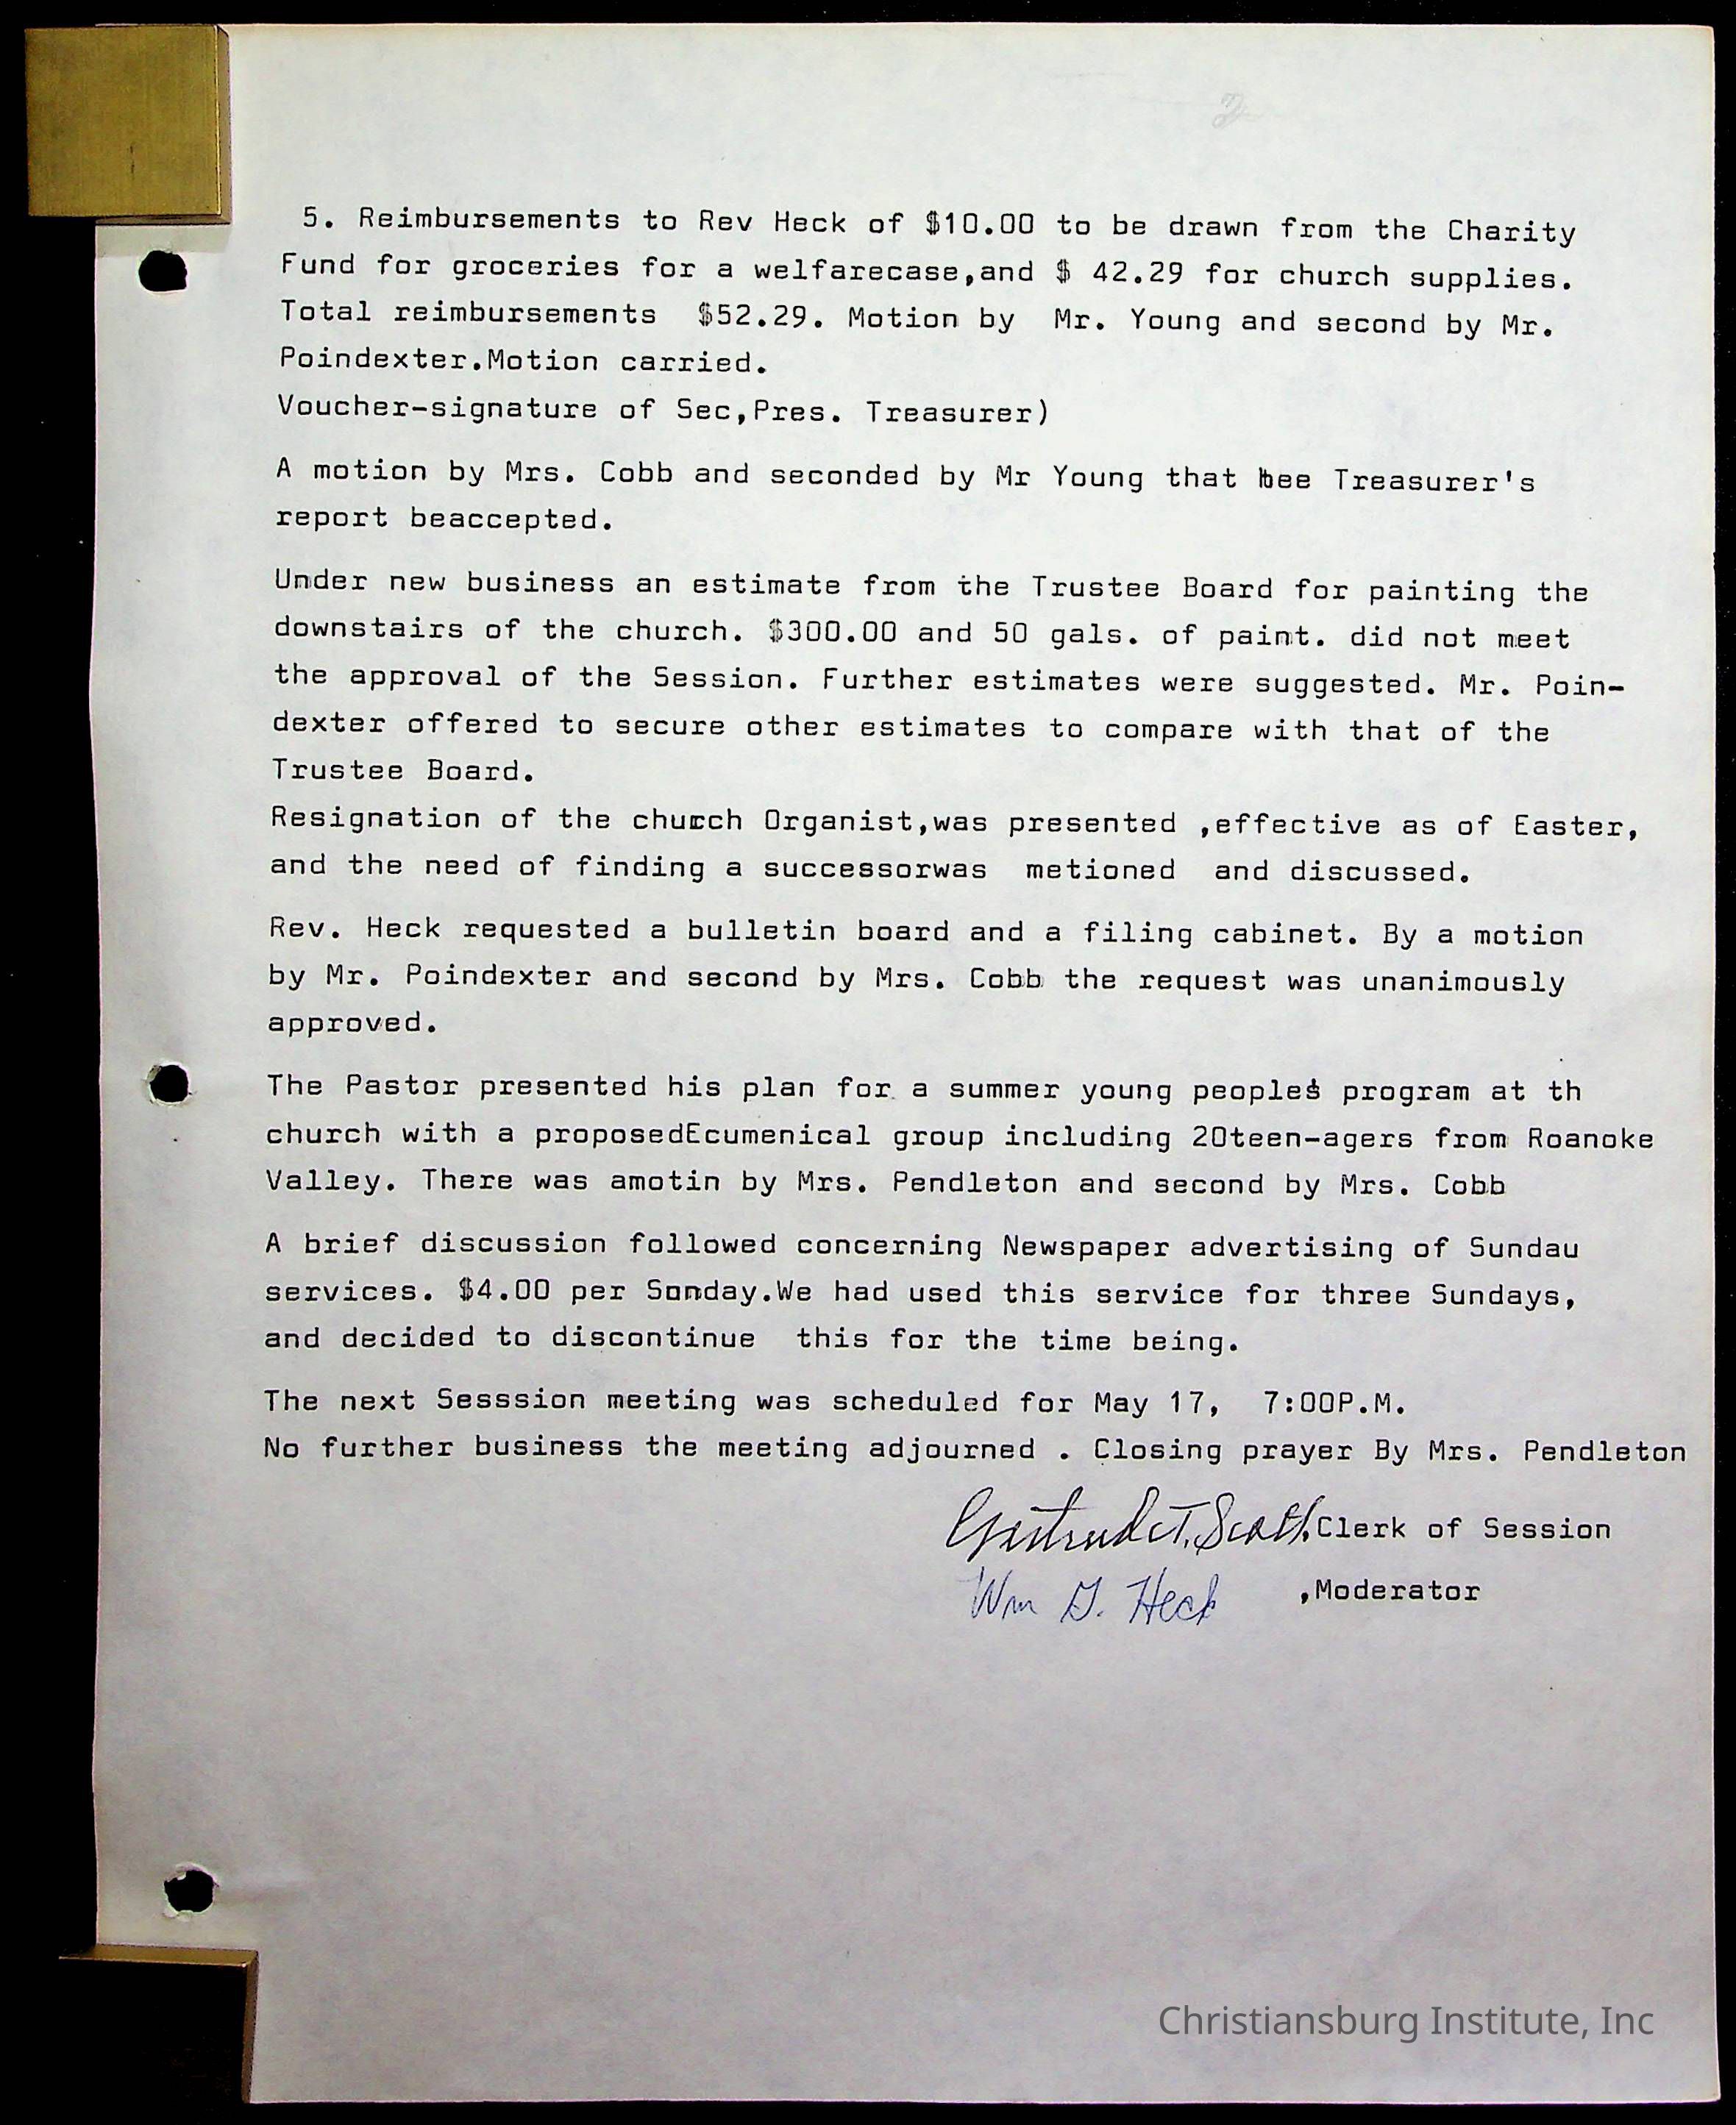 2
5. Reimbursements to Rev Heck of $10.00 to be drawn from the Charity
Fund for groceries for a welfarecase,and $ 42.29 for church supplies.
Total reimbursements $52.29. Motion by Mr. Young and second by Mr.
Poindexter.Motion carried.
Voucher-signature of Sec,Pres. Treasurer)
A motion by Mrs. Cobb and seconded by Mr Young that hee Treasurer's
report beaccepted.
Under new business an estimate from the Trustee Board for painting the
downstairs of the church. $300.00 and 50 gals. of paint. did not meet
the approval of the Session. Further estimates were suggested. Mr. Poin-
dexter offered to secure other estimates to compare with that of the
Trustee Board.
Resignation of the church Organist,was presented ,effective as of Easter,
and the need of finding a successorwas metioned and discussed.
Rev. Heck requested a bulletin board and a filing cabinet. By a motion
by Mr. Poindexter and second by Mrs. Cobb the request was unanimously
approved.
The Pastor presented his plan for a summer young people's program at th
church with a proposedEcumenical group including 20teen-agers from Roanoke
Valley. There was amotin by Mrs. Pendleton and second by Mrs. Cobb
A brief discussion followed concerning Newspaper advertising of Sundau
services. $4.00 per Sunday.We had used this service for three Sundays,
and decided to discontinue this for the time being.
The next Sesssion meeting was scheduled for May 17, 7:00P.M.
No further business the meeting adjourned . Closing prayer By Mrs. Pendleton
Gertrude T. Scott,Clerk of Session
Wm G. Heck ,Moderator
Christiansburg Institute, Inc